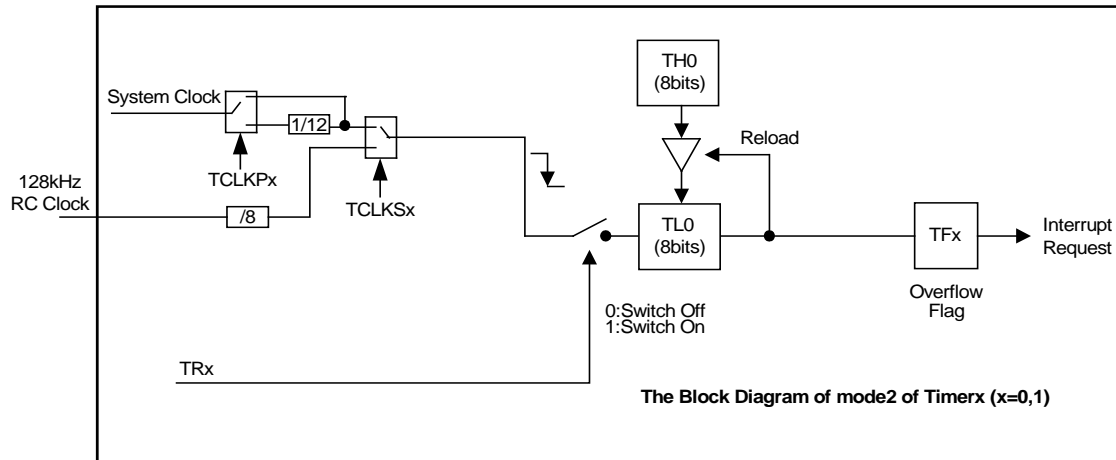 TH0
(8bits)
System Clock
1/12
Reload
TCLKPx
128kHz
RC Clock
TCLKSx
/8
TL0
(8bits)
TFx
Interrupt
Request
Overflow
Flag
0:Switch Off
1:Switch On
TRx
The Block Diagram of mode2 of Timerx (x=0,1)